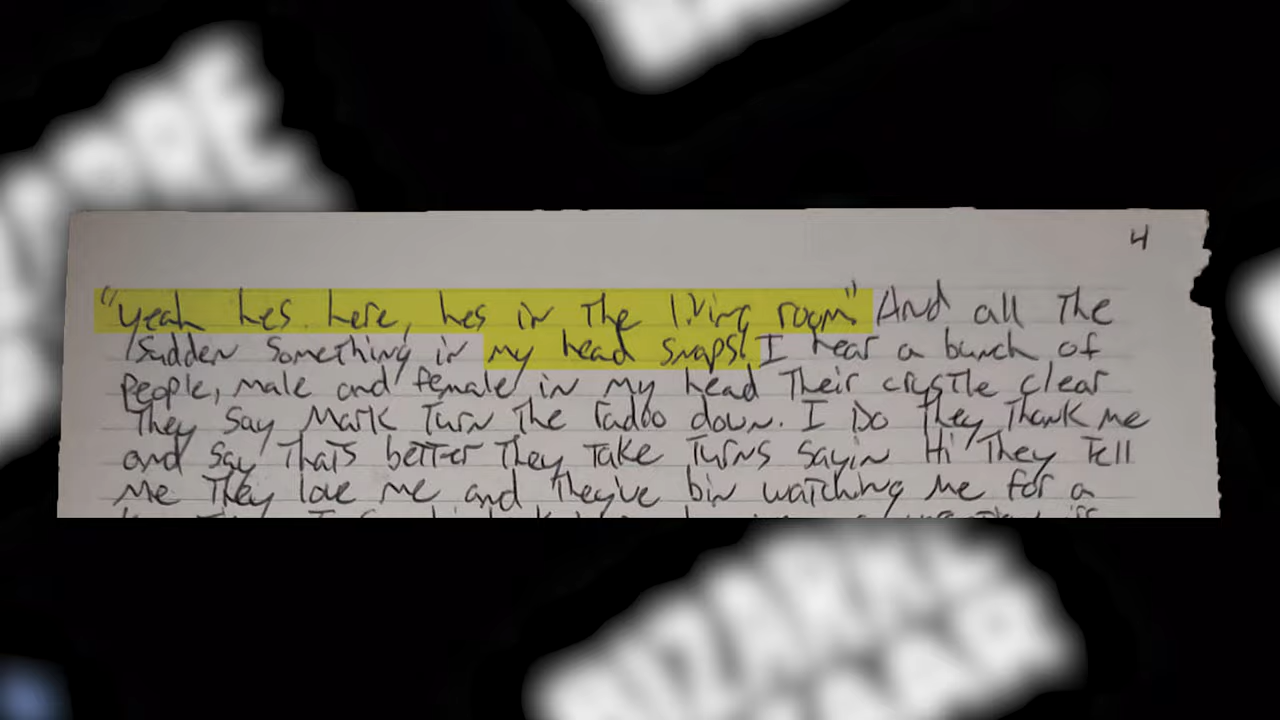 4
"yeah hes here, hes in the living room" And all the
sudden something in my head snaps! I hear a bunch of
people, male and female in my head Their crystle clear
They say Mark Turn The radio down. I Do They Thank me
and say Thats better They Take Turns sayin Hi They Tell
me They love me and Theyive bin watching me for a